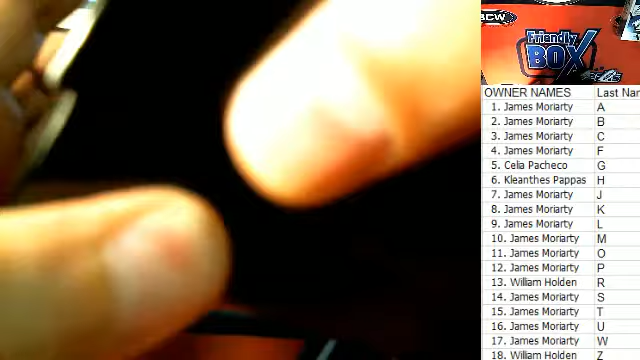 BCW
Friendly
BOX
OWNER NAMES Last Nar
1. James Moriarty A
2. James Moriarty B
3. James Moriarty C
4. James Moriarty F
5. Celia Pacheco G
6. Kleanthes Pappas H
7. James Moriarty J
8. James Moriarty K
9. James Moriarty L
10. James Moriarty M
11. James Moriarty O
12. James Moriarty P
13. William Holden R
14. James Moriarty S
15. James Moriarty T
16. James Moriarty U
17. James Moriarty W
18. William Holden Z